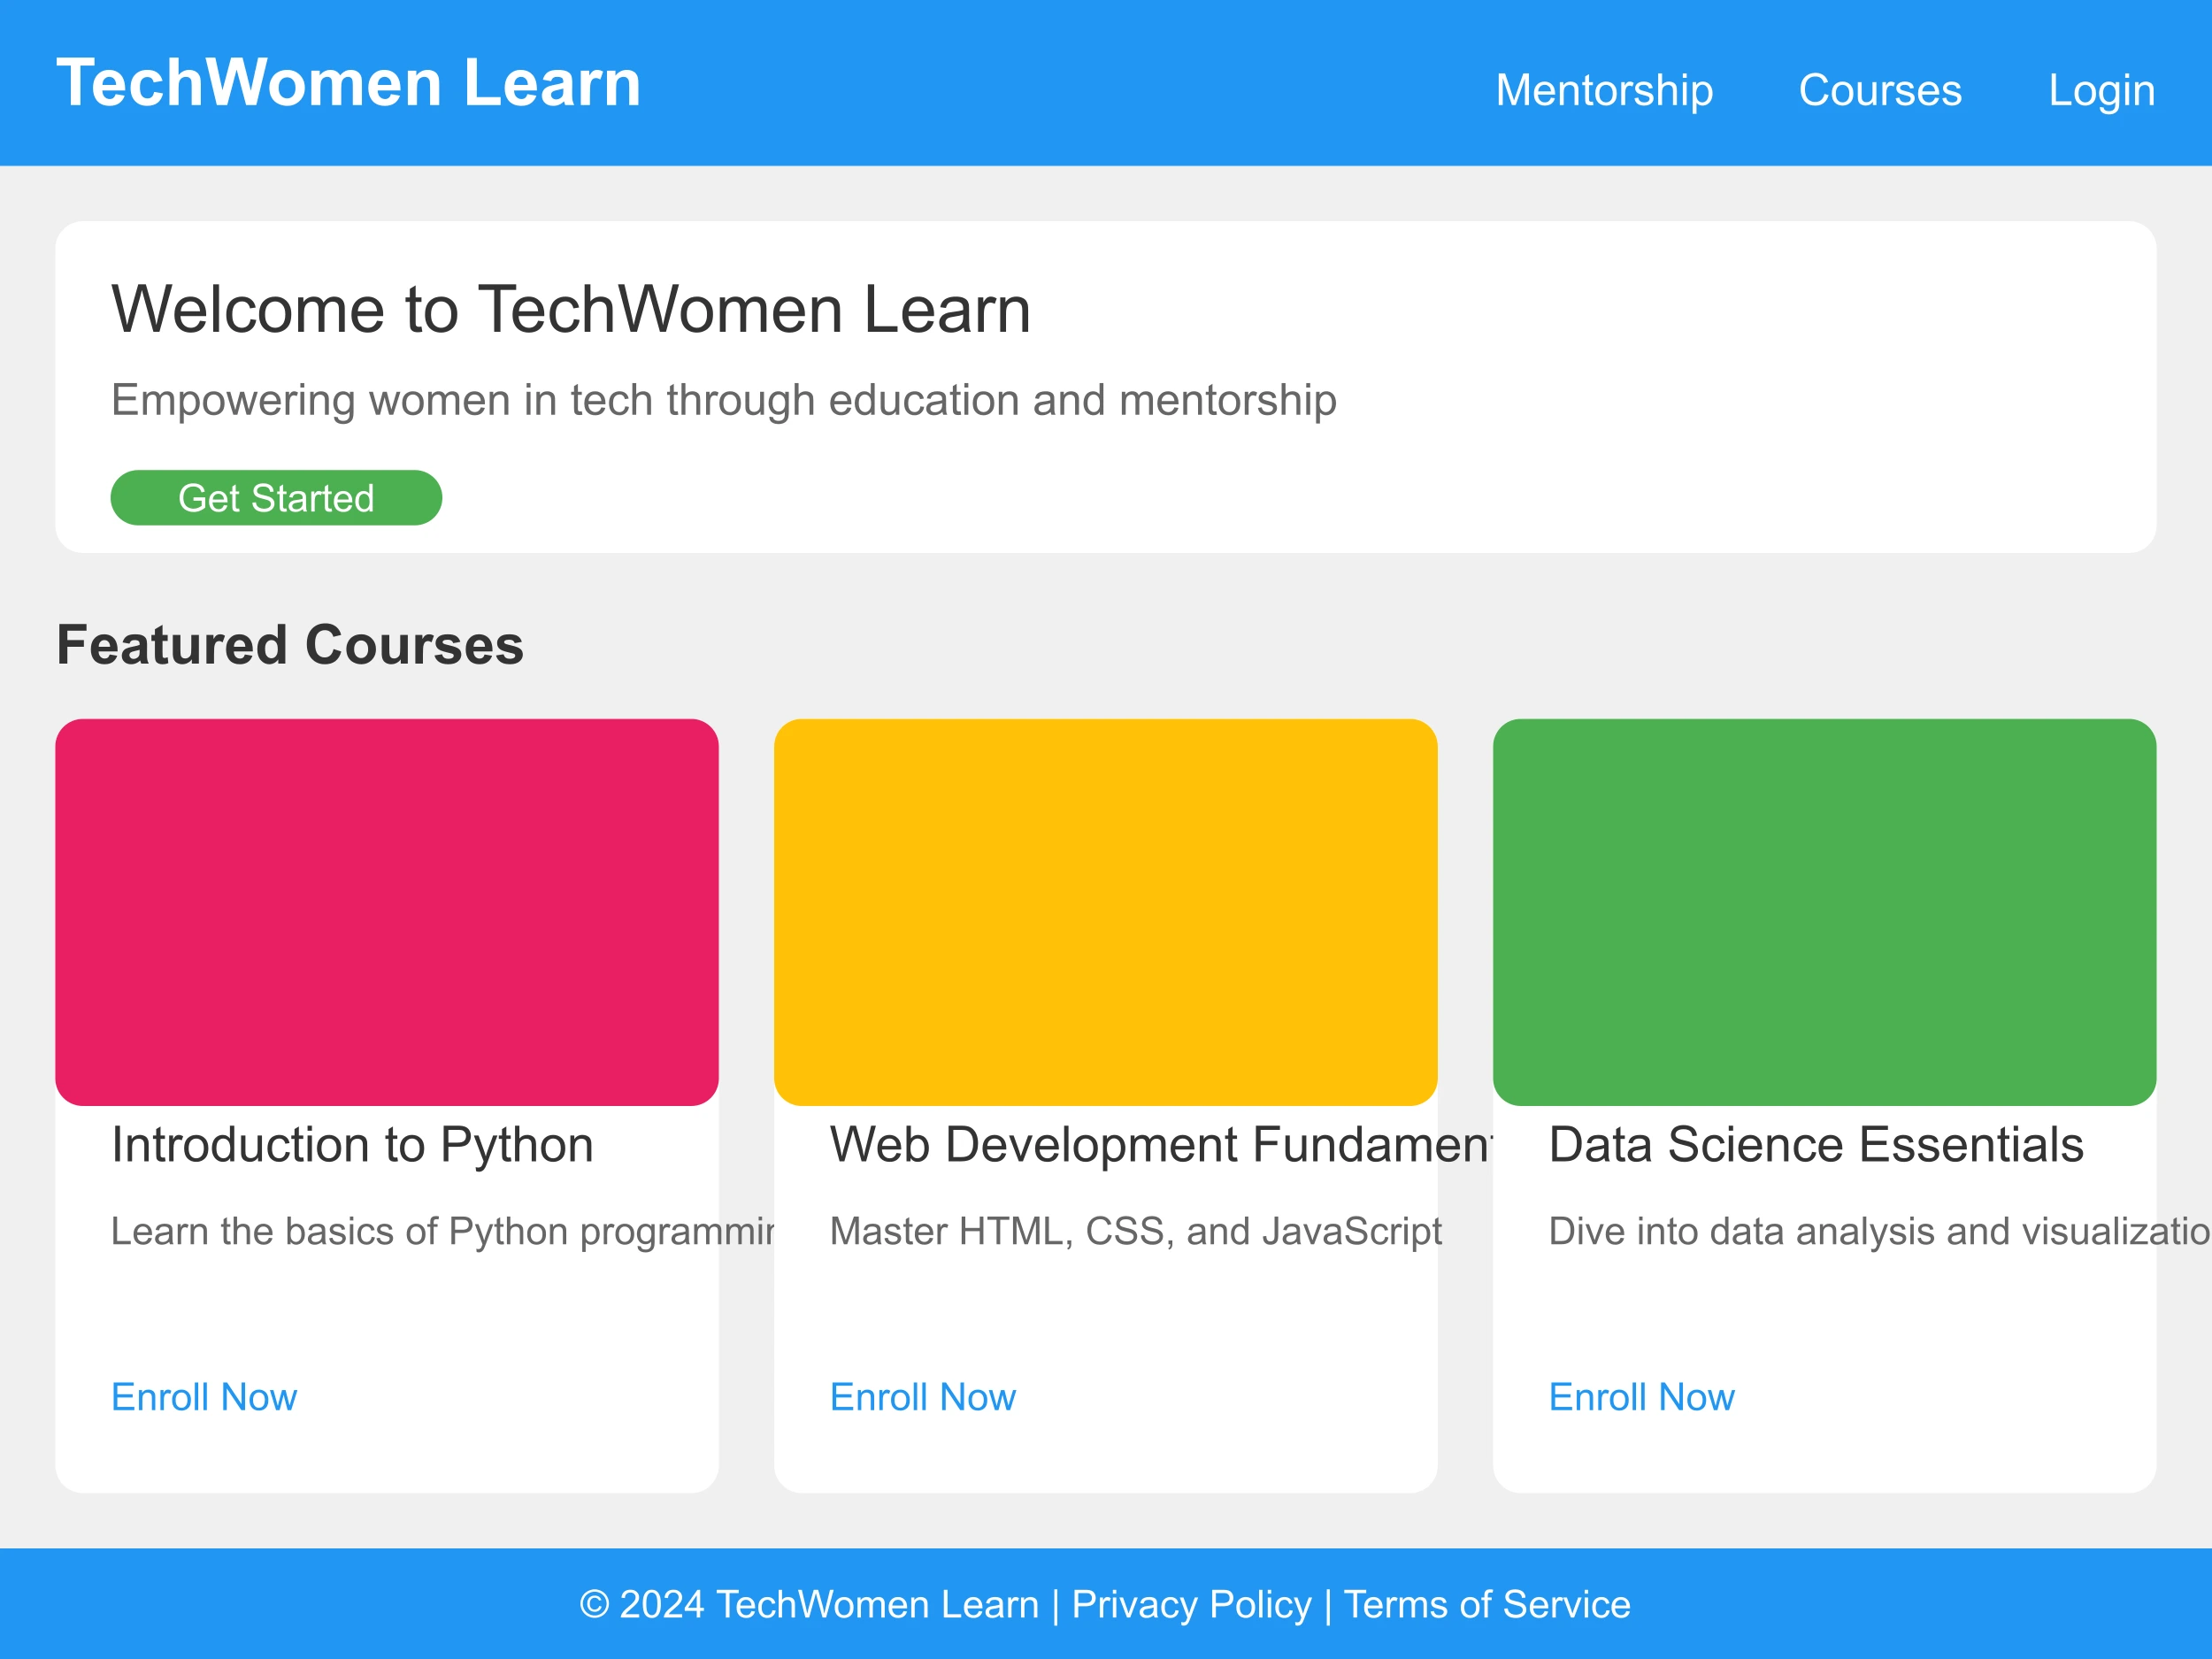 TechWomen Learn
Mentorship Courses Login
Welcome to TechWomen Learn
Empowering women in tech through education and mentorship
Get Started
Featured Courses
Introduction to Python
Learn the basics of Python
Enroll Now
Web Development
Master HTML, CSS, and JavaScript
Enroll Now
Data Science Essentials
Dive into data analysis and
Enroll Now
© 2024 TechWomen Learn | Privacy Policy | Terms of Service